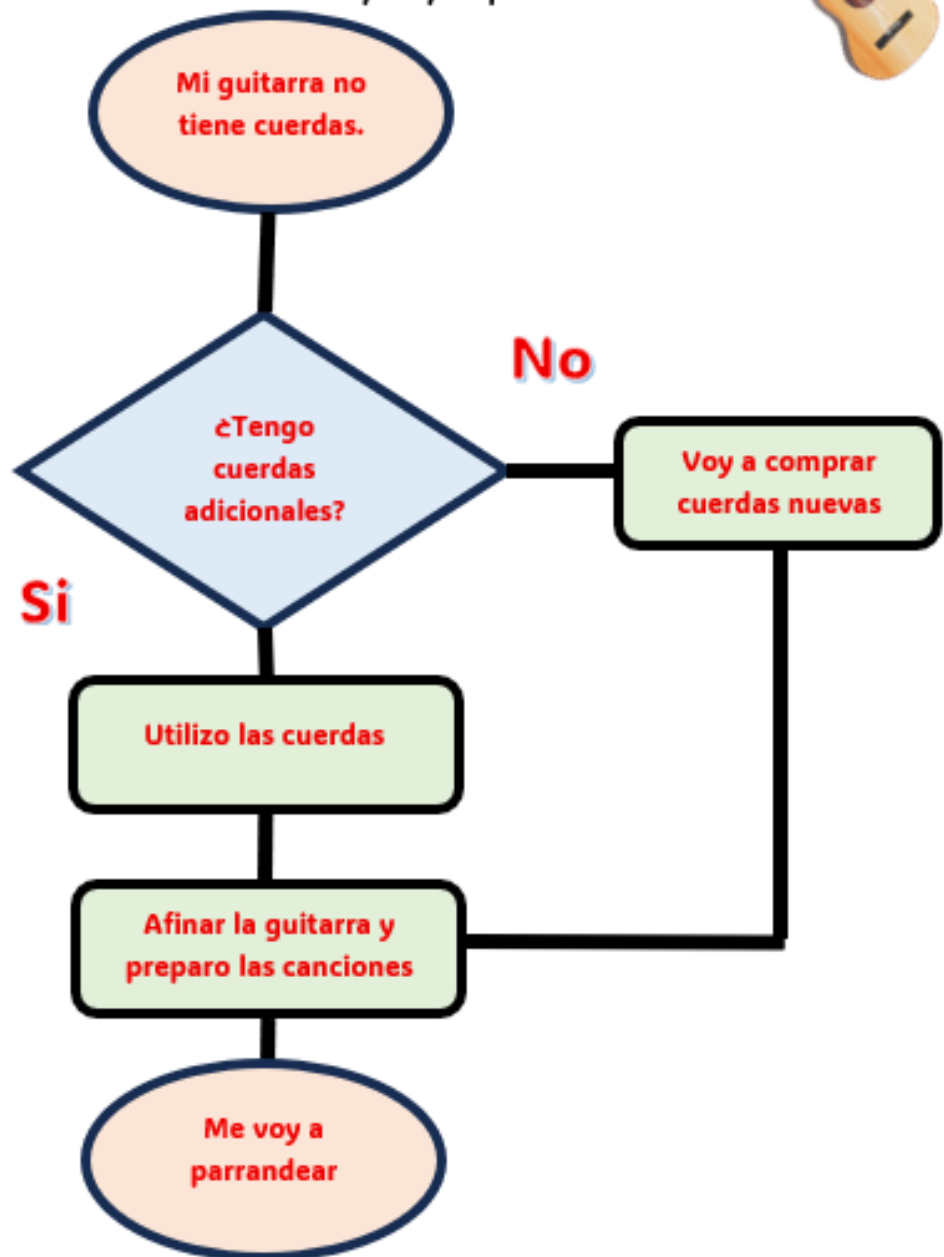 Mi guitarra no
tiene cuerdas.
¿Tengo
cuerdas
adicionales?
No
Voy a comprar
cuerdas nuevas
Si
Utilizo las cuerdas
Afinar la guitarra y
preparo las canciones
Me voy a
parrandear